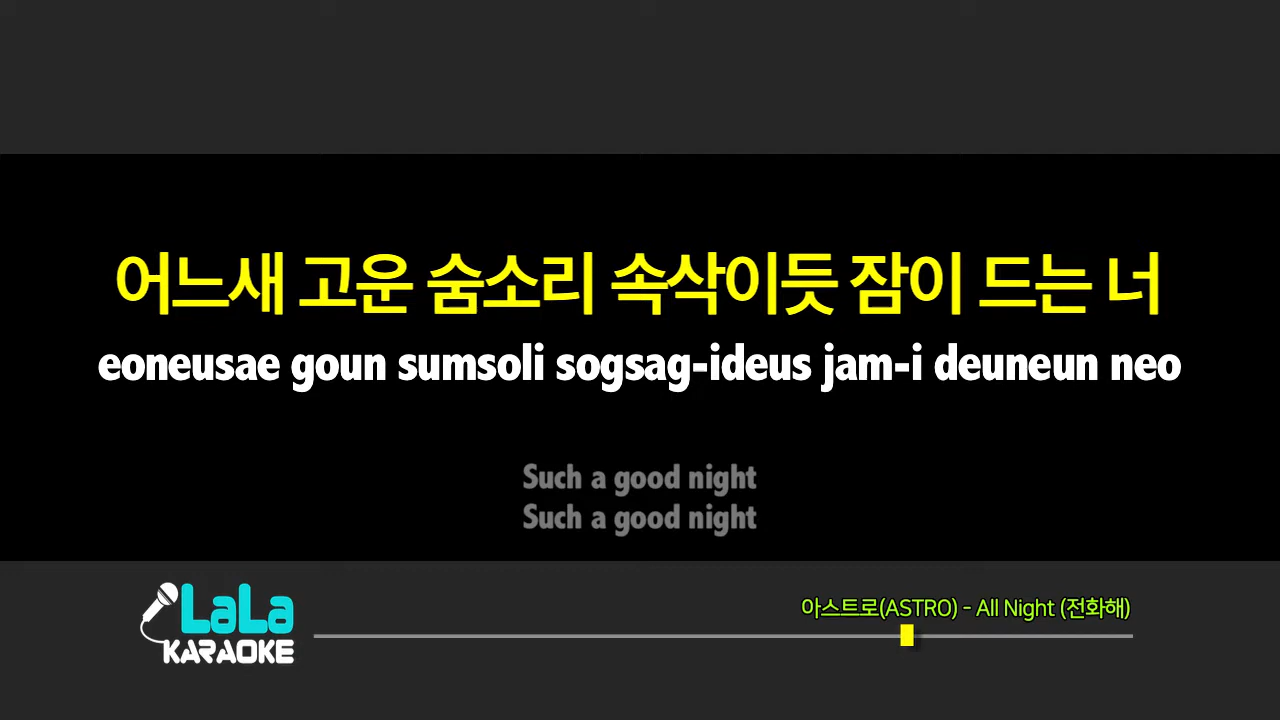 어느새 고운 숨소리 속삭이듯 잠이 드는 너
eoneusae goun sumsoli sogsag-ideus jam-i deuneun neo
Such a good night
Such a good night
LaLa
KARAOKE
아스트로(ASTRO) - All Night (전화해)